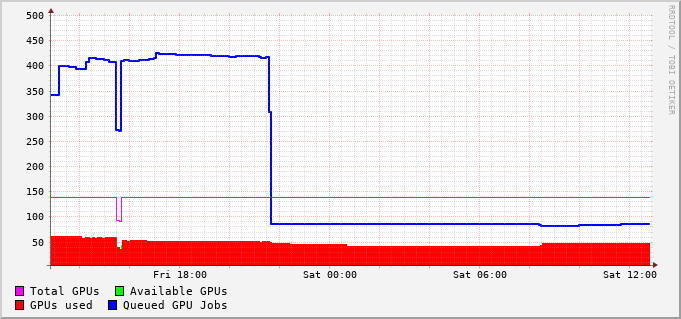 500
450
400
350
300
250
200
150
100
50
Fri 18:00 Sat 00:00 Sat 06:00 Sat 12:00
Total GPUs Available GPUs
GPUs used Queued GPU Jobs
RRDTOOL / TOBI OETIKER